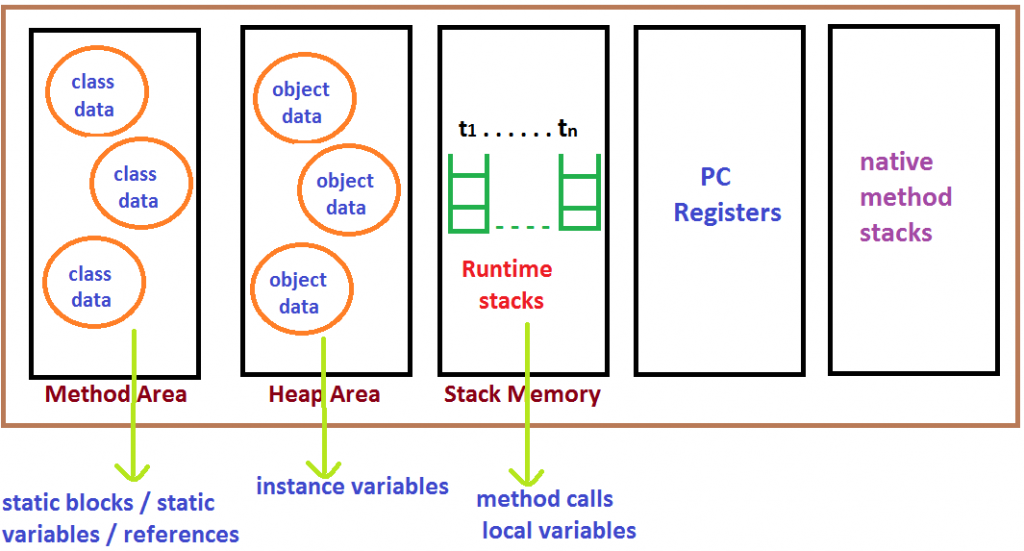 class
data
class
data
class
data
Method Area
static blocks / static
variables / references
object
data
object
data
object
data
Heap Area
instance variables
t1 . . . . . . tn
Runtime
stacks
Stack Memory
method calls
local variables
PC
Registers
native
method
stacks